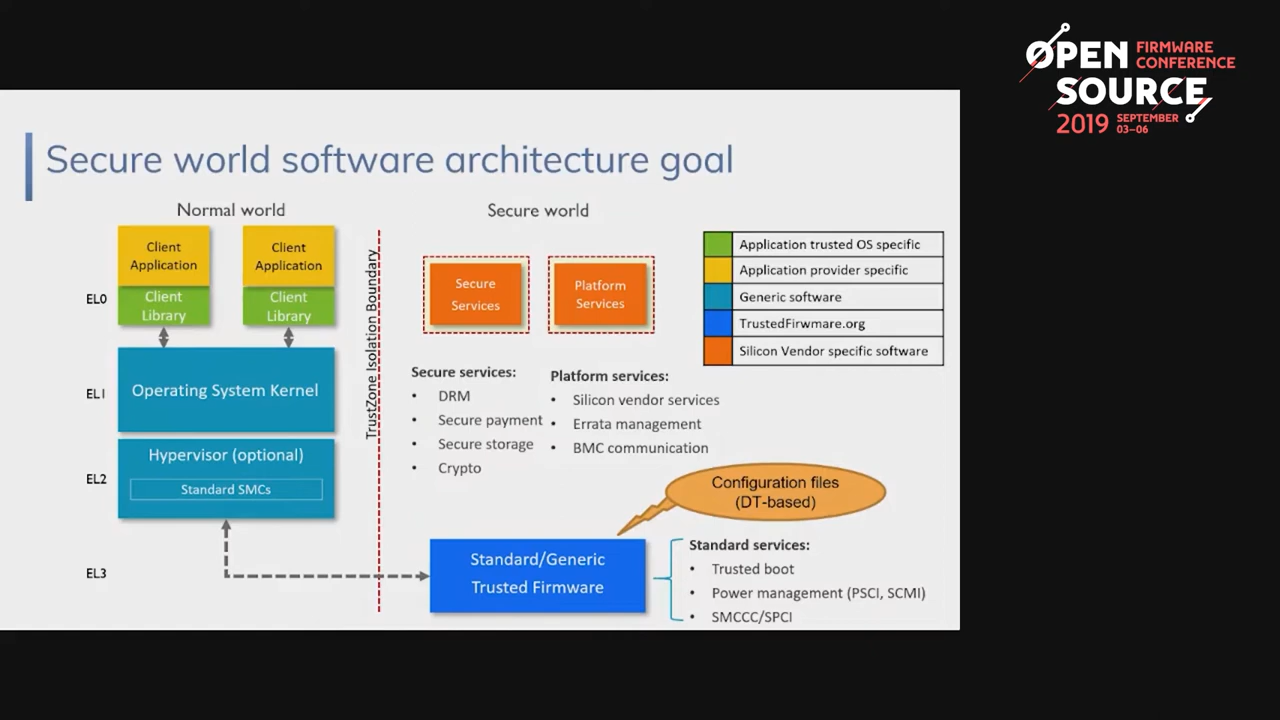 OPEN
FIRMWARE
CONFERENCE
SOURCE
2019
SEPTEMBER
03–06
Secure world software architecture goal
Normal world
Secure world
Client
Application
Client
Application
Client
Library
Client
Library
EL0
TrustZone Isolation Boundary
Secure
Services
Platform
Services
Application trusted OS specific
Application provider specific
Generic software
TrustedFirwmare.org
Silicon Vendor specific software
EL1
Operating System Kernel
Secure services:
• DRM
• Secure payment
• Secure storage
• Crypto
Platform services:
• Silicon vendor services
• Errata management
• BMC communication
EL2
Hypervisor (optional)
Standard SMCs
Configuration files
(DT-based)
EL3
Standard/Generic
Trusted Firmware
Standard services:
• Trusted boot
• Power management (PSCI, SCMI)
• SMCCC/SPCI